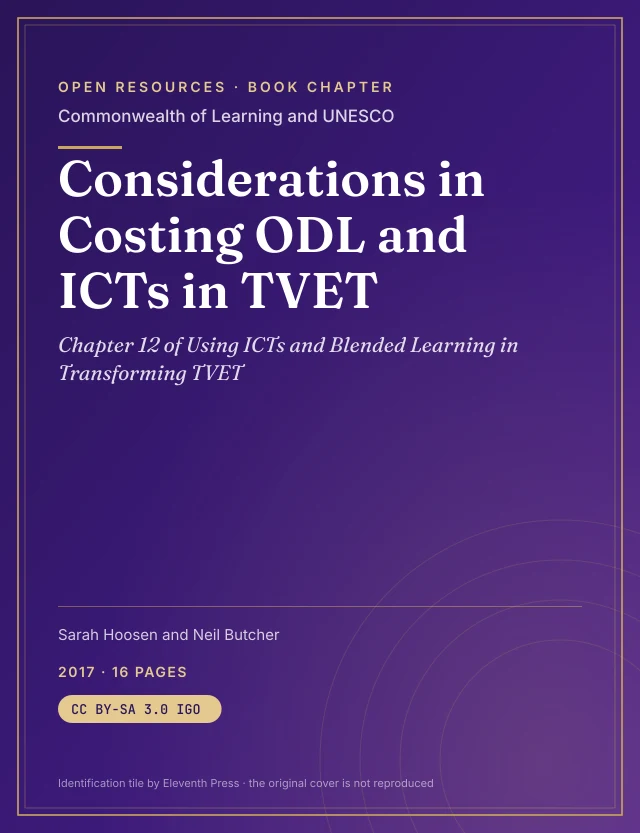 OPEN RESOURCES · BOOK CHAPTER
Commonwealth of Learning and UNESCO
Considerations in
Costing ODL and
ICTs in TVET
Chapter 12 of Using ICTs and Blended Learning in
Transforming TVET
Sarah Hoosen and Neil Butcher
2017 · 16 PAGES
CC BY-SA 3.0 IGO
Identification tile by Eleventh Press · the original cover is not reproduced